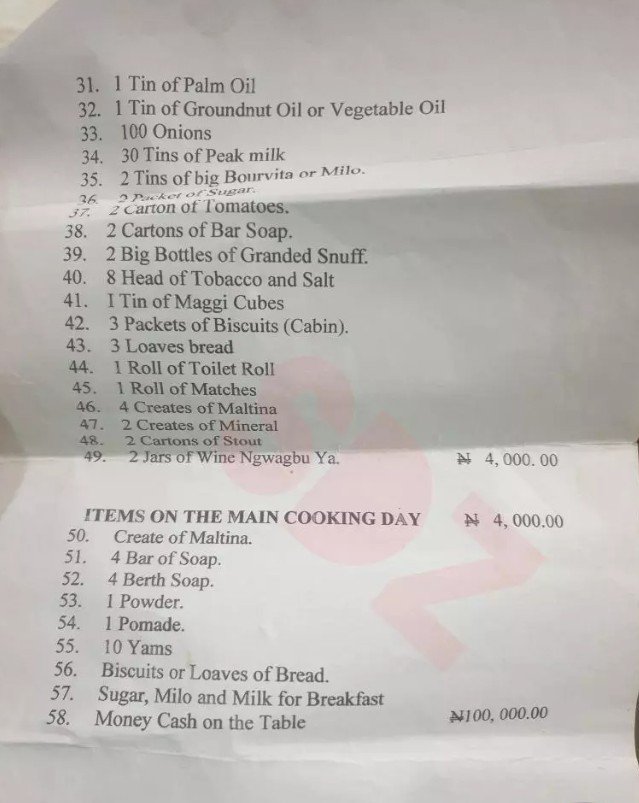 31. 1 Tin of Palm Oil
32. 1 Tin of Groundnut Oil or Vegetable Oil
33. 100 Onions
34. 30 Tins of Peak milk
35. 2 Tins of big Bourvita or Milo.
36. 2 Packet of Sugar.
37. 2 Carton of Tomatoes.
38. 2 Cartons of Bar Soap.
39. 2 Big Bottles of Granded Snuff.
40. 8 Head of Tobacco and Salt
41. 1 Tin of Maggi Cubes
42. 3 Packets of Biscuits (Cabin).
43. 3 Loaves bread
44. 1 Roll of Toilet Roll
45. 1 Roll of Matches
46. 4 Creates of Maltina
47. 2 Creates of Mineral
48. 2 Cartons of Stout
49. 2 Jars of Wine Ngwagbu Ya. ₦ 4, 000. 00
ITEMS ON THE MAIN COOKING DAY ₦ 4, 000.00
50. Create of Maltina.
51. 4 Bar of Soap.
52. 4 Berth Soap.
53. 1 Powder.
54. 1 Pomade.
55. 10 Yams
56. Biscuits or Loaves of Bread.
57. Sugar, Milo and Milk for Breakfast
58. Money Cash on the Table ₦100, 000.00